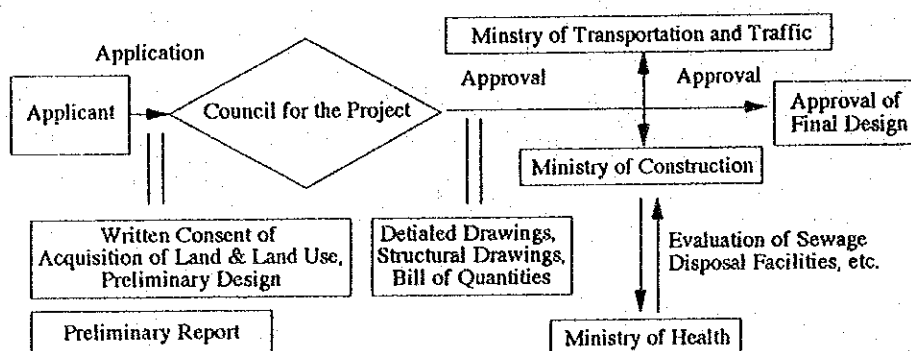 Application
Minstry of Transportation and Traffic
Approval
Approval
Applicant
Council for the Project
Approval of
Final Design
Ministry of Construction
Written Consent of
Acquisition of Land & Land Use,
Preliminary Design
Detialed Drawings,
Structural Drawings,
Bill of Quantities
Evaluation of Sewage
Disposal Facilities, etc.
Preliminary Report
Ministry of Health